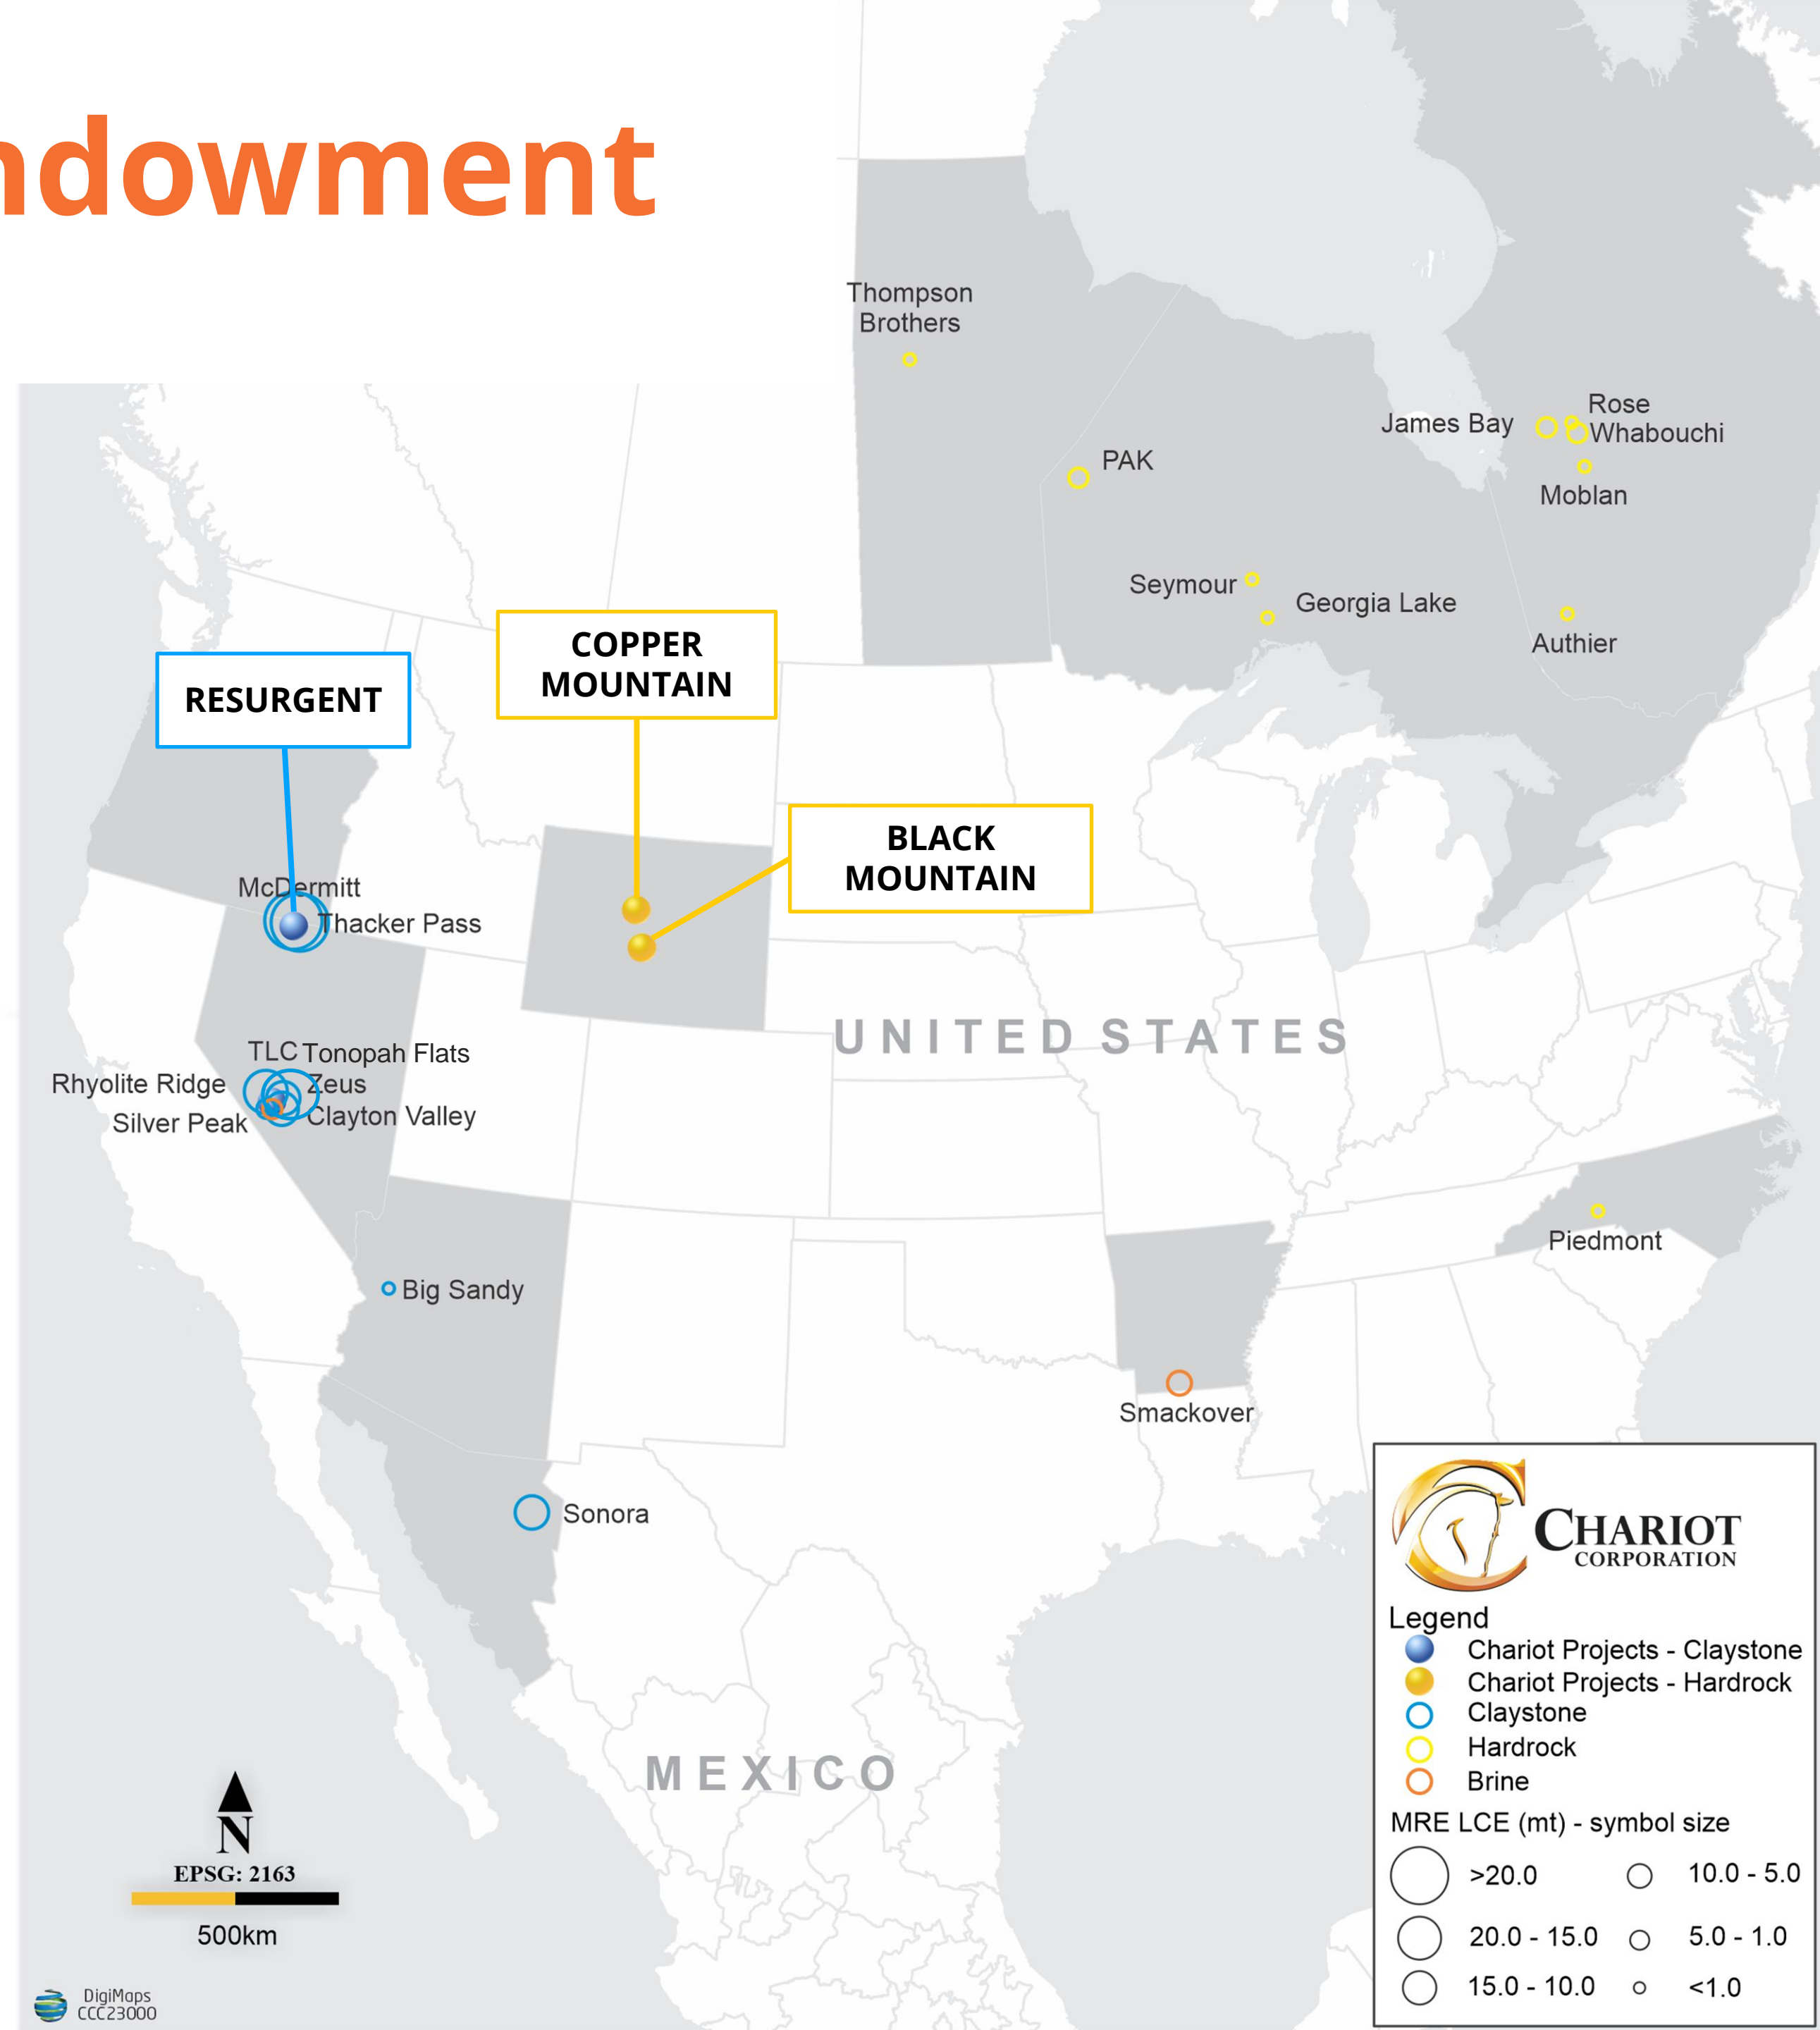 ndowment
Thompson
Brothers
James Bay
Rose
Whabouchi
PAK
Moblan
Seymour
Georgia Lake
Authier
COPPER
MOUNTAIN
RESURGENT
BLACK
MOUNTAIN
McDermitt
Thacker Pass
UNITED STATES
TLC Tonopah Flats
Rhyolite Ridge
Zeus
Silver Peak
Clayton Valley
Piedmont
Big Sandy
Smackover
Sonora
MEXICO
CHARIOT
CORPORATION
Legend
Chariot Projects - Claystone
Chariot Projects - Hardrock
Claystone
Hardrock
Brine
MRE LCE (mt) - symbol size
>20.0
10.0 - 5.0
20.0 - 15.0
5.0 - 1.0
15.0 - 10.0
<1.0
N
EPSG: 2163
500km
DigiMaps
CCC23000